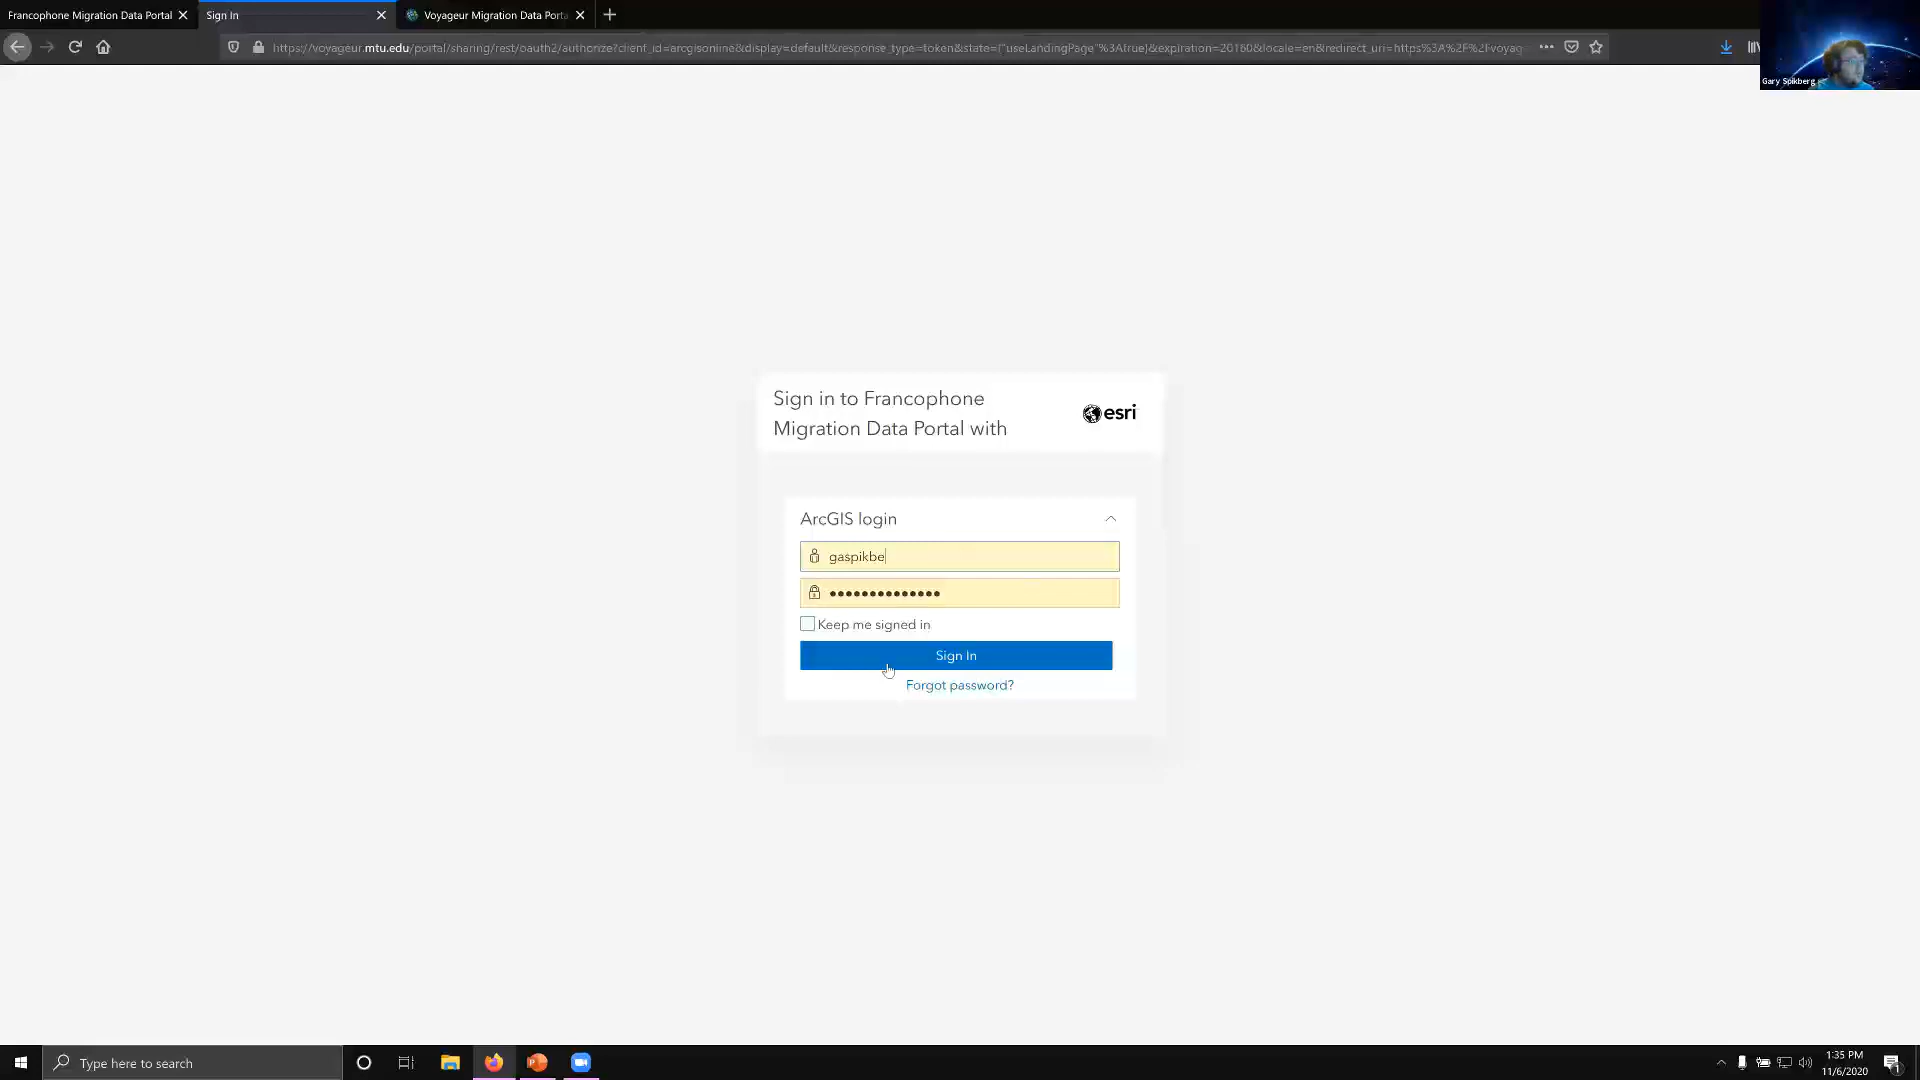 Francophone Migration Data Portal
Sign In
Voyageur Migration Data Porta
https://voyageur.mtu.edu/portal/sharing/rest/oauth2/authorize?client_id=arcgisonline&display=default&response_type=token&state={"useLandingPage"%3Atrue}&expiration=20160&locale=en&redirect_uri=https%3A%2F%2Fvoyag
Gary Spikberg
Sign in to Francophone
Migration Data Portal with
esri
ArcGIS login
gaspikbe
Keep me signed in
Sign In
Forgot password?
Type here to search
1:35 PM
11/6/2020
1